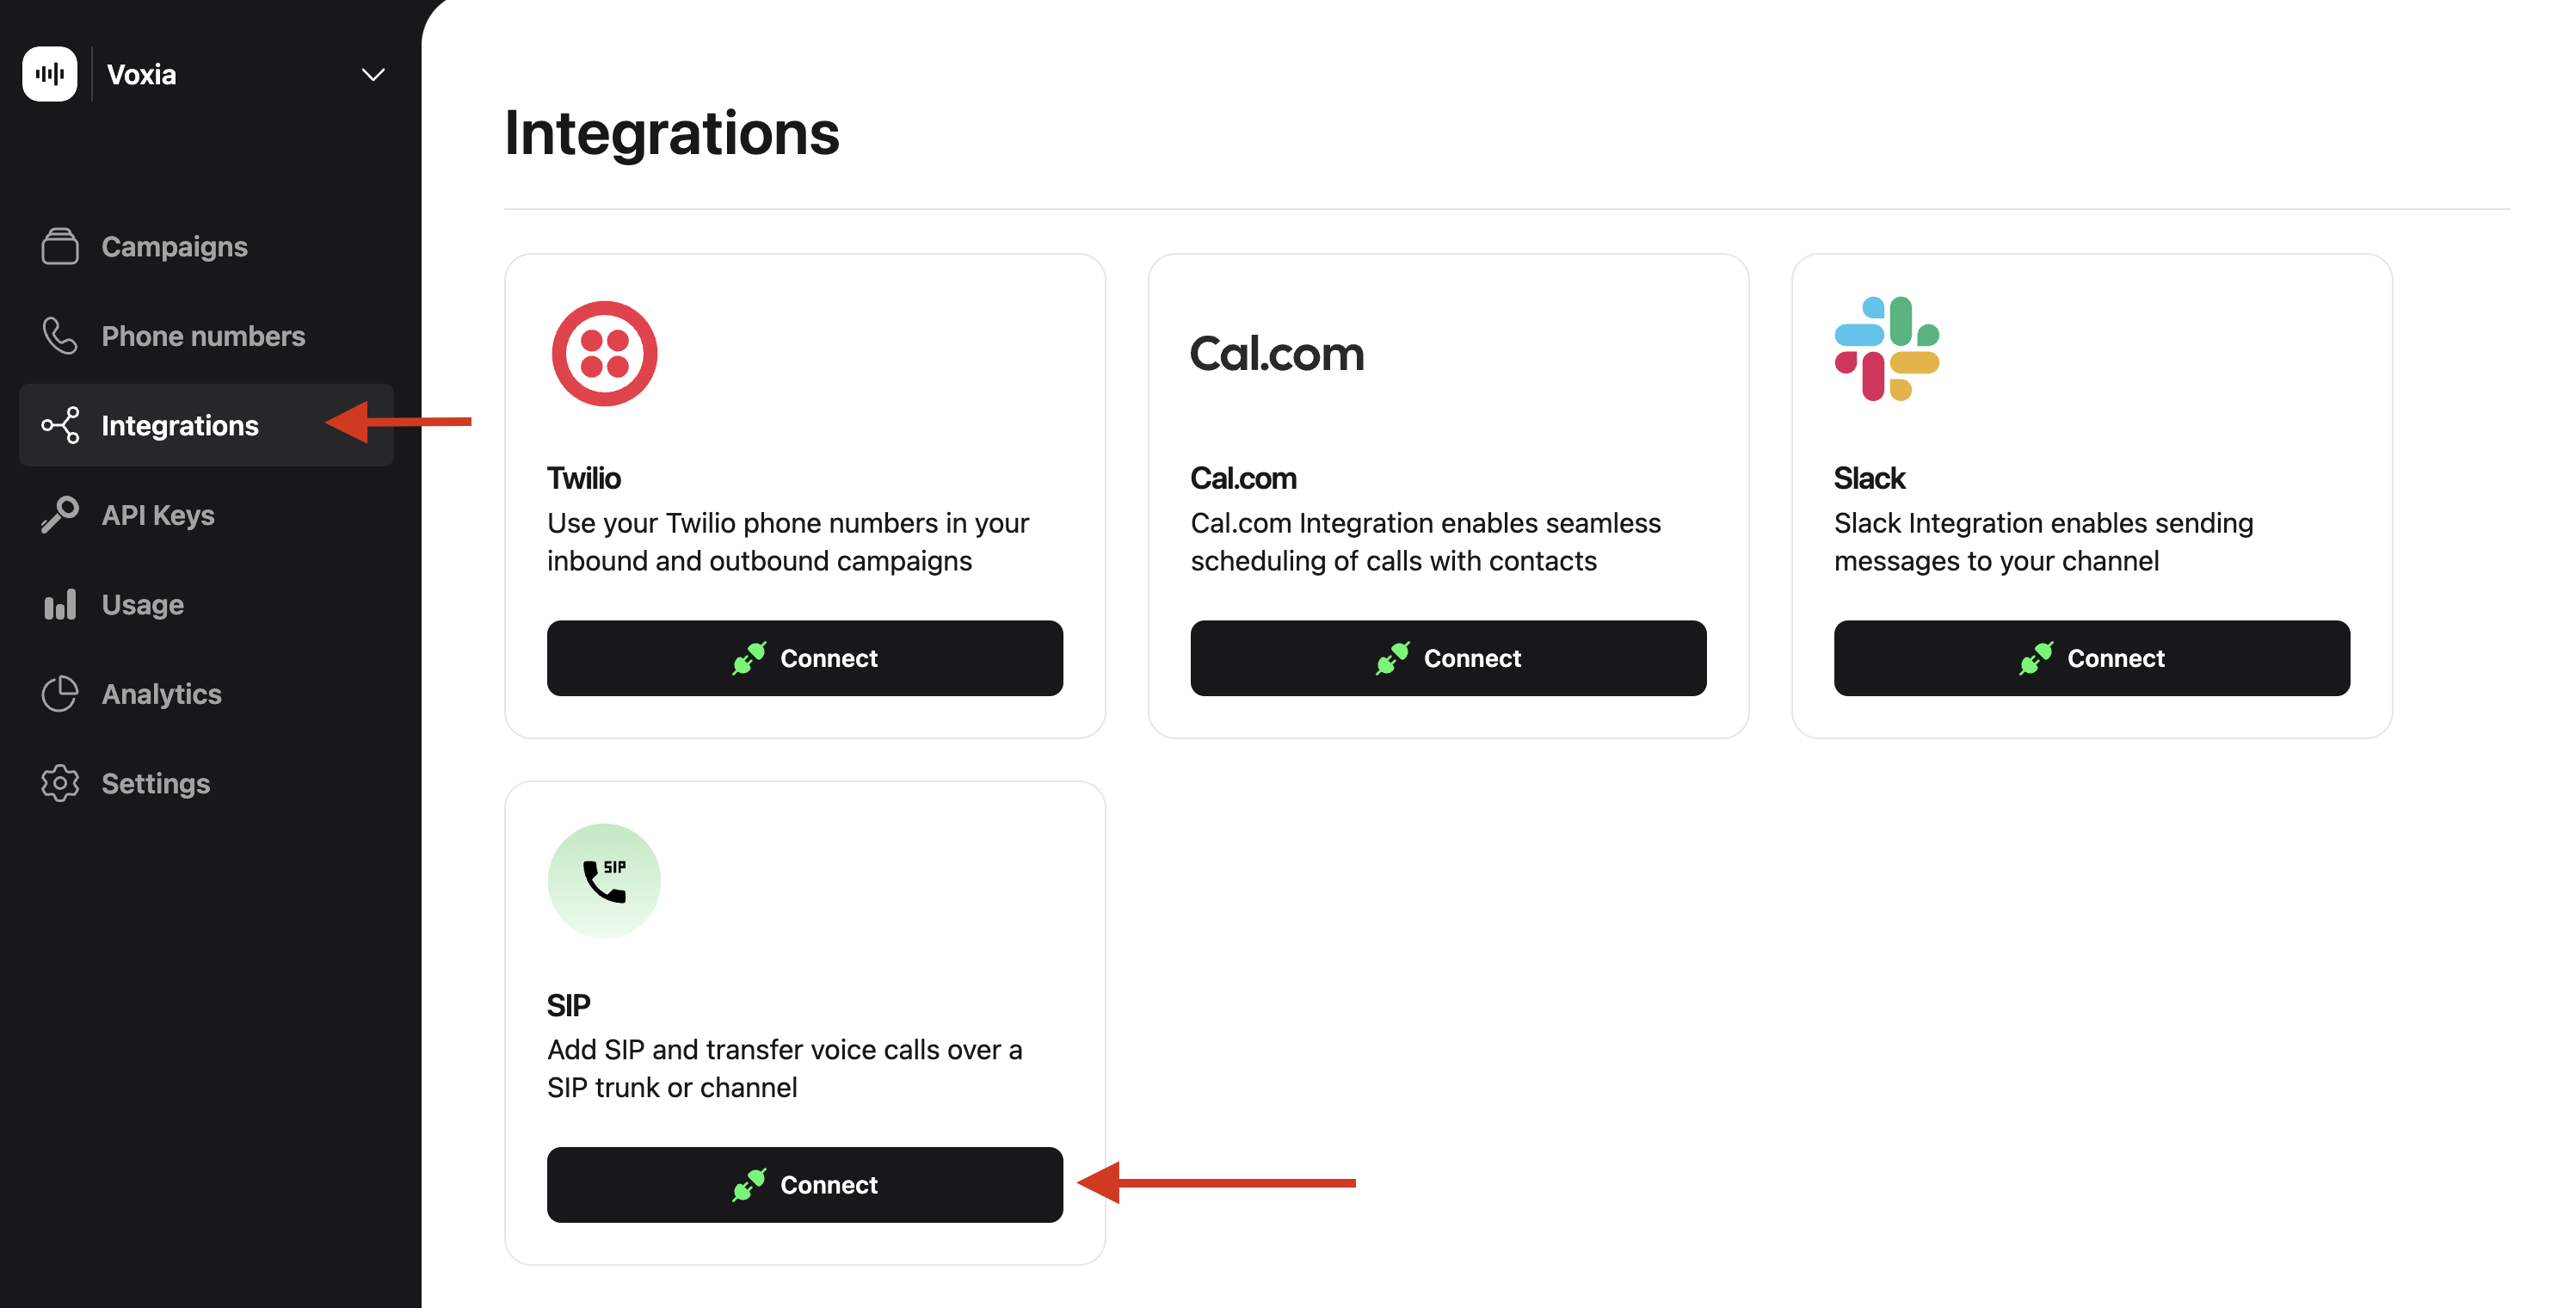 Voxia
Campaigns
Phone numbers
Integrations
API Keys
Usage
Analytics
Settings
Integrations
Twilio
Use your Twilio phone numbers in your
inbound and outbound campaigns
Connect
Cal.com
Cal.com
Cal.com Integration enables seamless
scheduling of calls with contacts
Connect
Slack
Slack Integration enables sending
messages to your channel
Connect
SIP
SIP
Add SIP and transfer voice calls over a
SIP trunk or channel
Connect